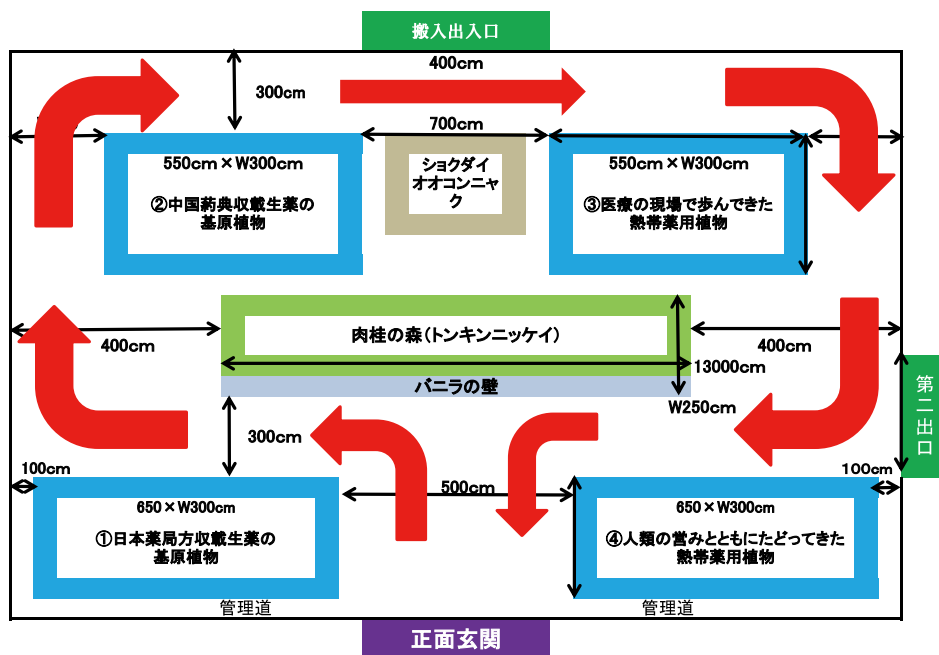 搬入出入口
400cm
300cm
700cm
550cm×W300cm
②中国药典収載生薬の
基原植物
ショクダイ
オオコンニャ
ク
550cm×W300cm
③医療の現場で歩んできた
熱帯薬用植物
肉桂の森(トンキンニッケイ)
400cm
400cm
13000cm
バニラの壁
W250cm
第二出口
300cm
100cm
500cm
100cm
650×W300cm
①日本薬局方収載生薬の
基原植物
650×W300cm
④人類の営みとともにたどってきた
熱帯薬用植物
管理道
管理道
正面玄関